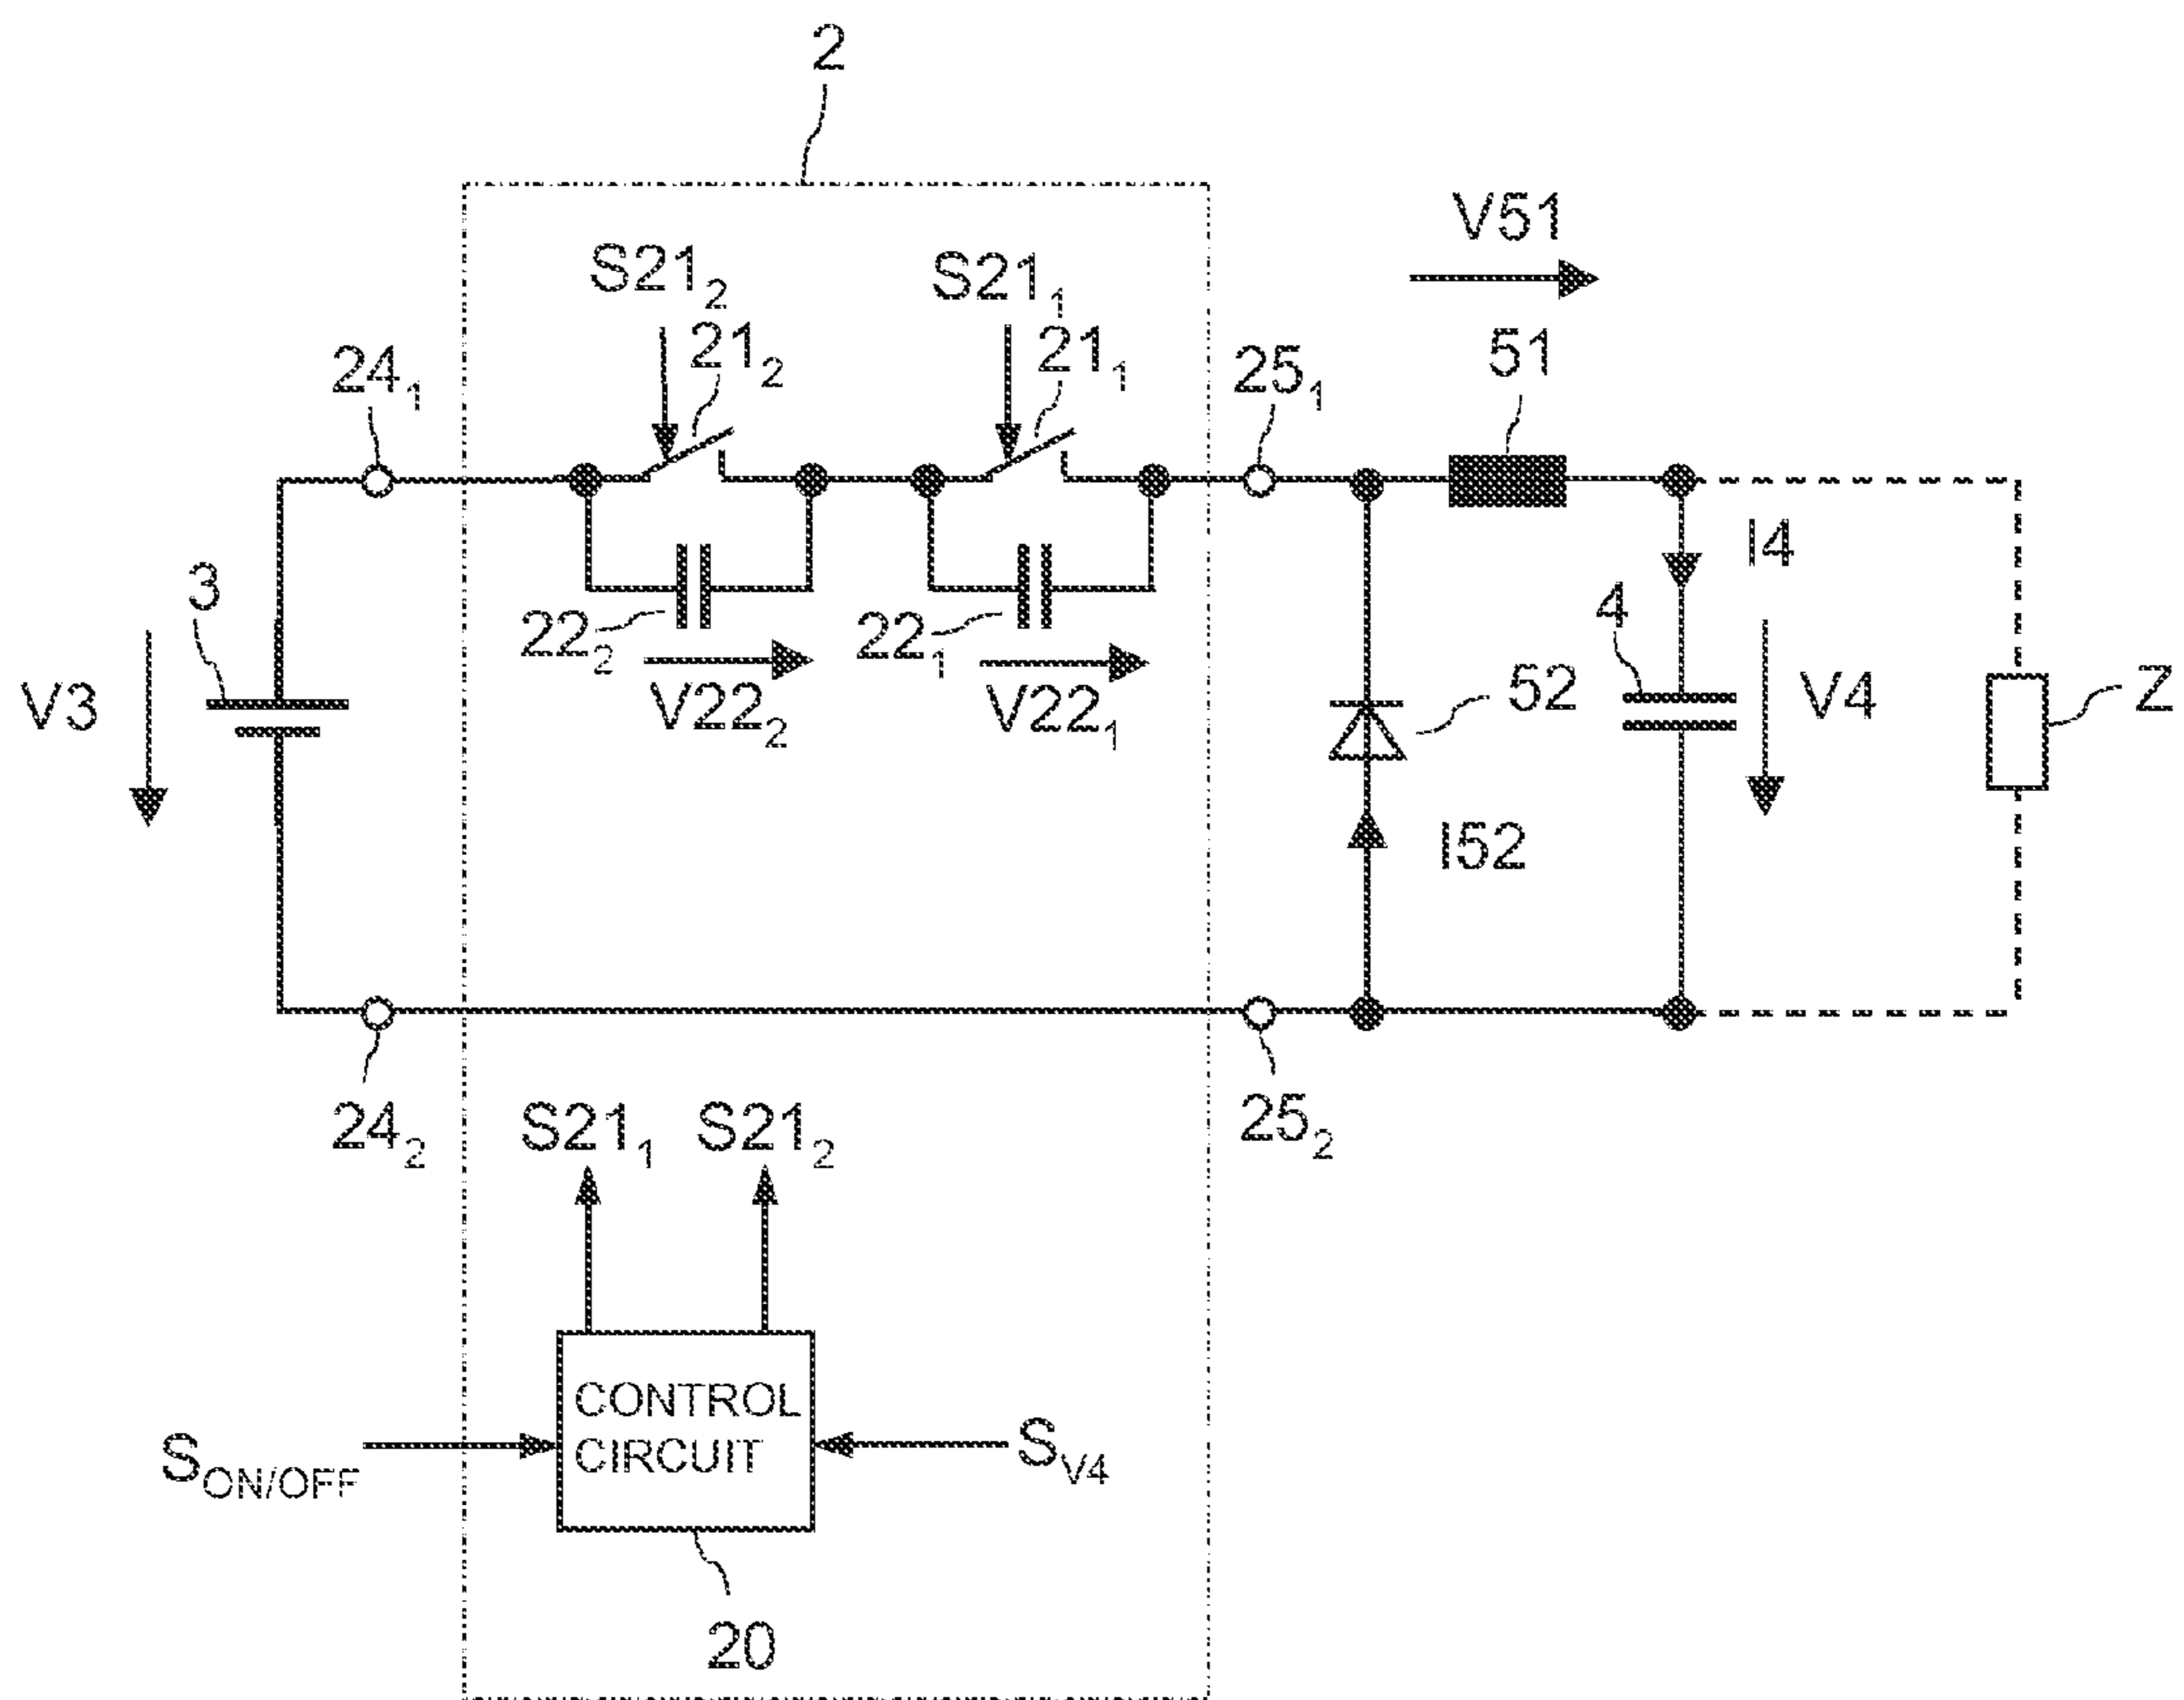 2
V51
S21₂
S21₁
21₂
21₁
24₁
25₁
51
I4
3
4
22₂
22₁
V3
V22₂
V22₁
52
V4
Z
I52
24₂
S21₁
S21₂
25₂
CONTROL
CIRCUIT
S_ON/OFF
S_V4
20